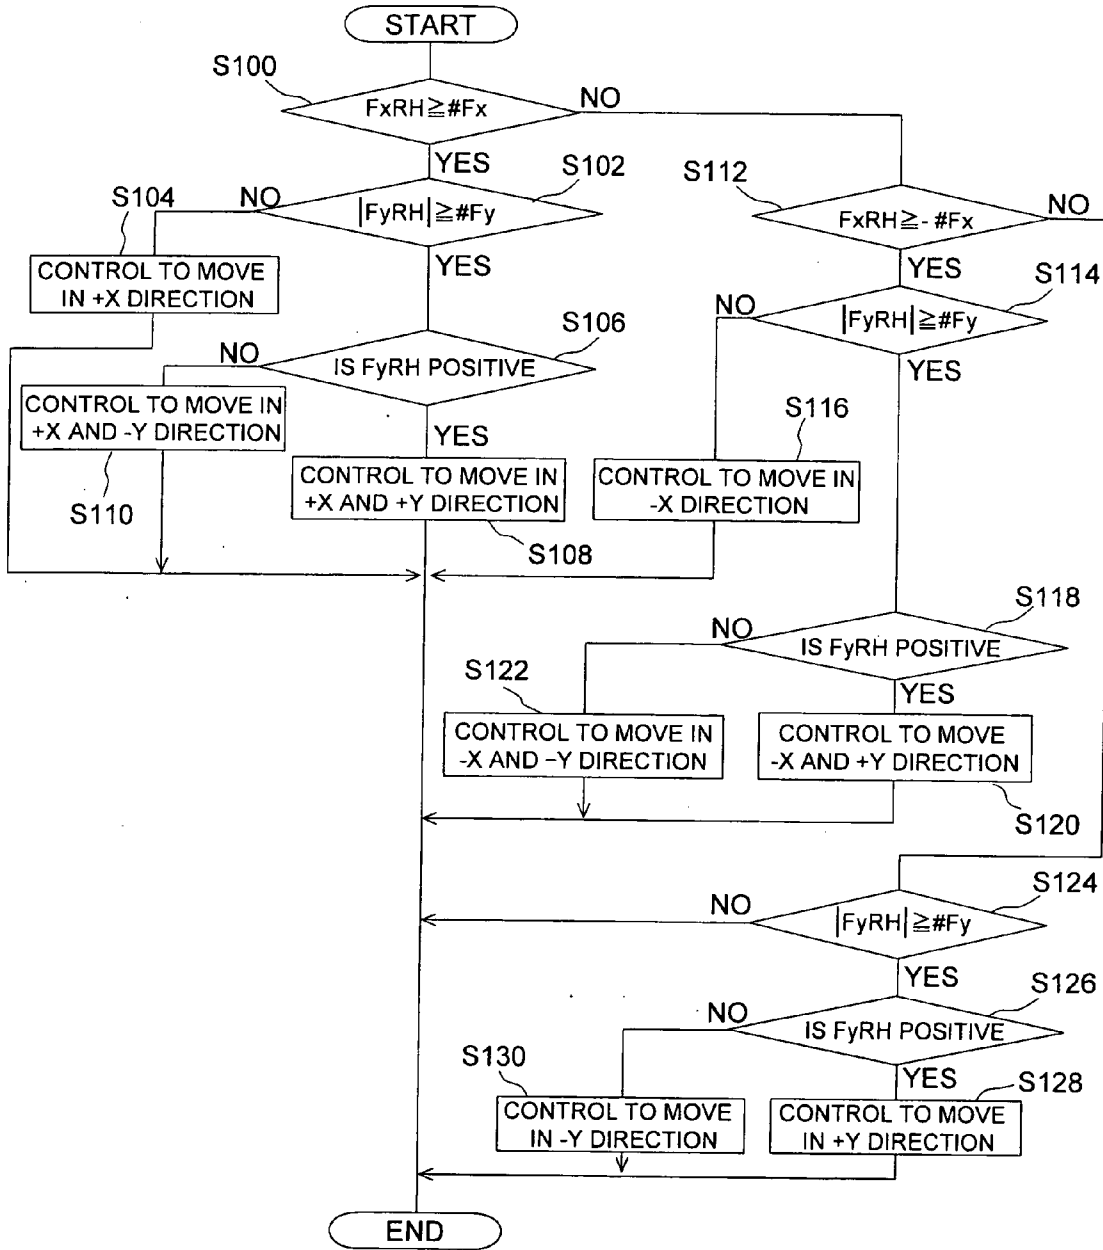 START
S100
FxRH≧#Fx
NO
YES
S102
S112
S104
NO
|FyRH|≧#Fy
FxRH≧- #Fx
NO
CONTROL TO MOVE
IN +X DIRECTION
YES
YES
S114
S106
NO
|FyRH|≧#Fy
NO
IS FyRH POSITIVE
YES
CONTROL TO MOVE IN
+X AND -Y DIRECTION
S116
YES
S110
CONTROL TO MOVE IN
+X AND +Y DIRECTION
CONTROL TO MOVE IN
-X DIRECTION
S108
S118
NO
IS FyRH POSITIVE
S122
YES
CONTROL TO MOVE IN
-X AND -Y DIRECTION
CONTROL TO MOVE
-X AND +Y DIRECTION
S120
S124
NO
|FyRH|≧#Fy
YES
S126
NO
IS FyRH POSITIVE
S130
YES
S128
CONTROL TO MOVE
IN -Y DIRECTION
CONTROL TO MOVE
IN +Y DIRECTION
END